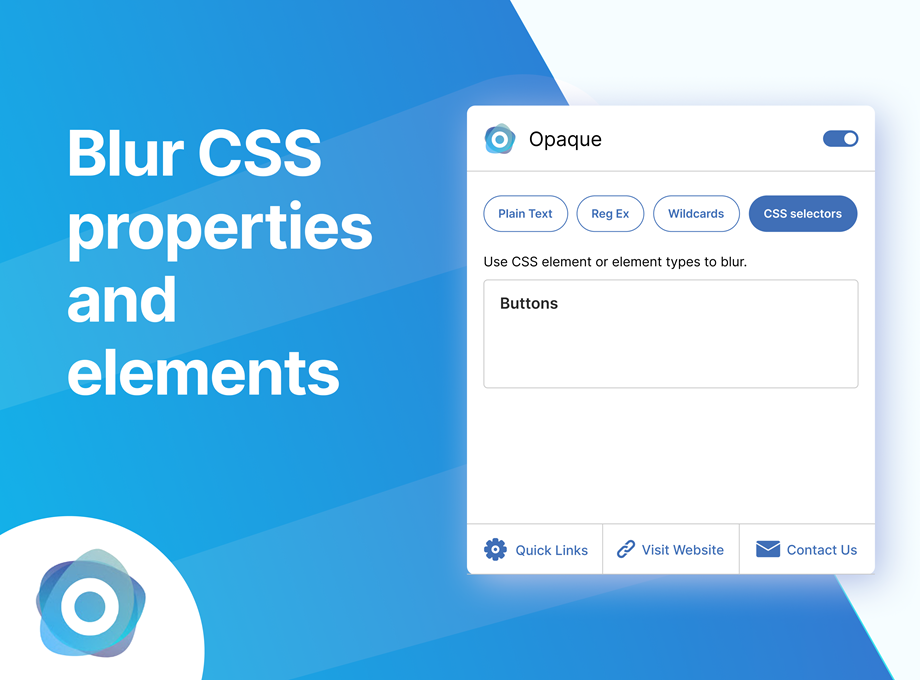 Blur CSS
properties
and
elements
Opaque
Plain Text
Reg Ex
Wildcards
CSS selectors
Use CSS element or element types to blur.
Buttons
Quick Links
Visit Website
Contact Us